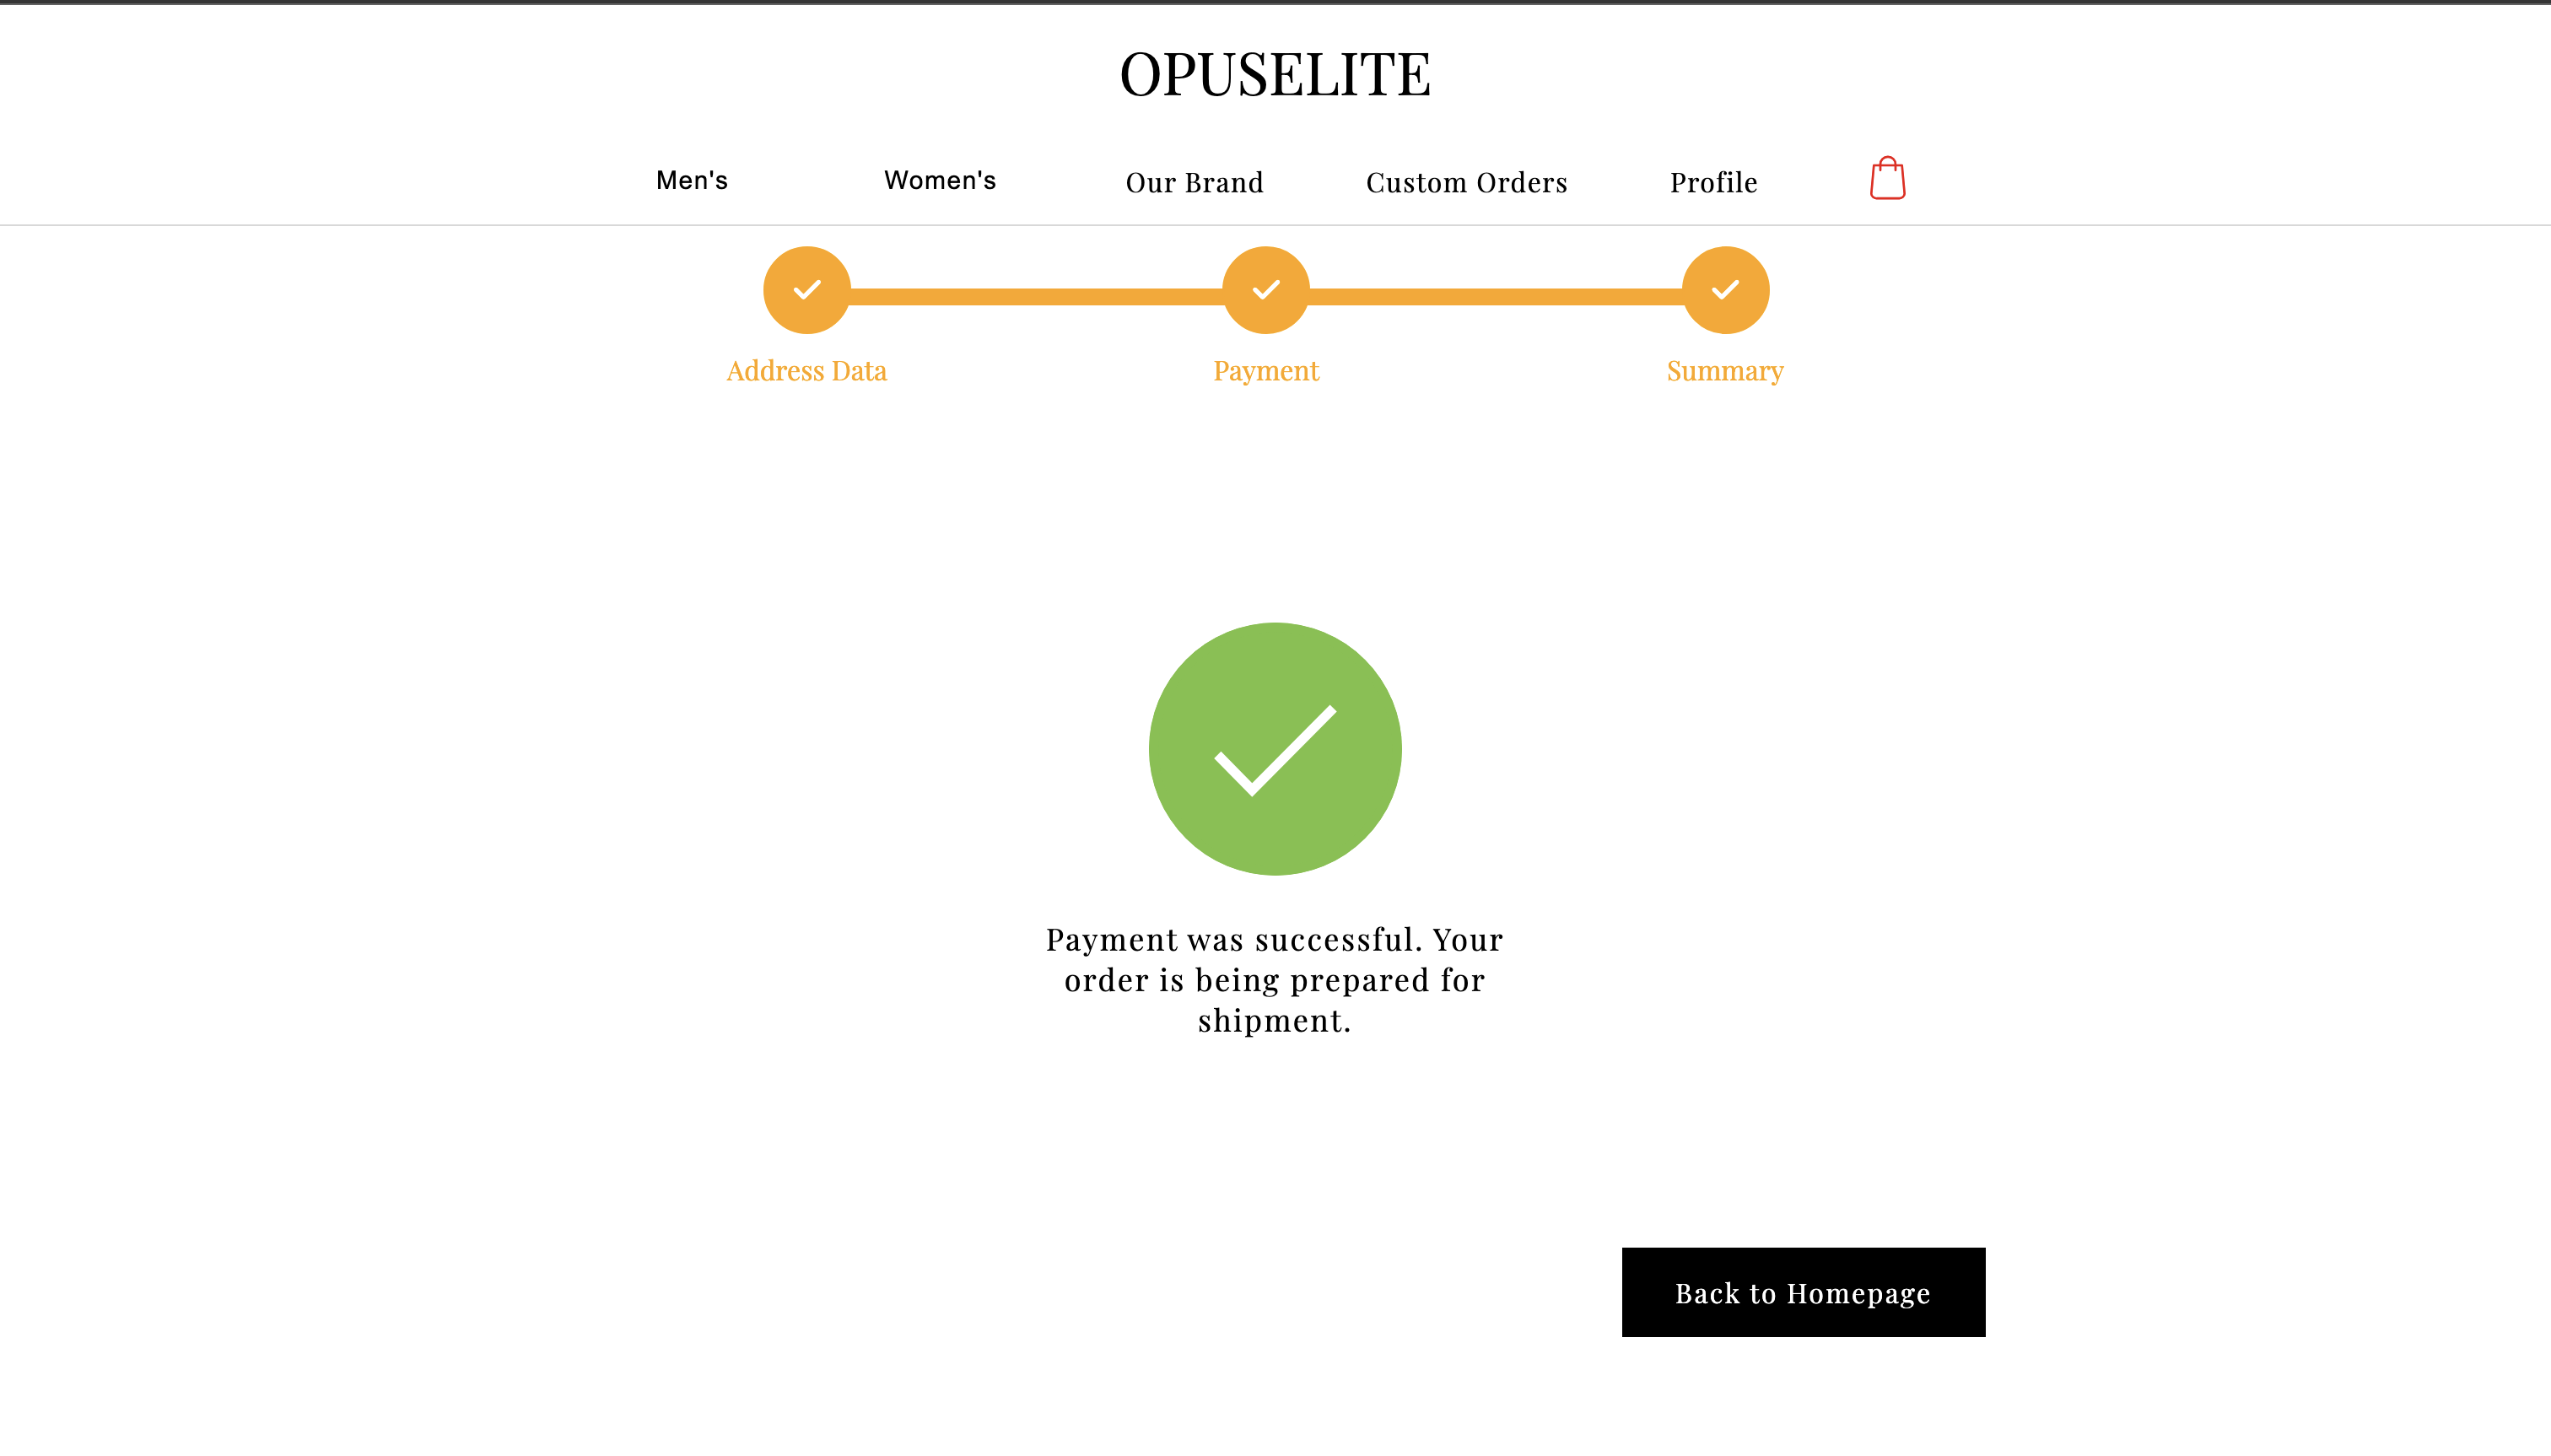 OPUSELITE
Men's
Women's
Our Brand
Custom Orders
Profile
Address Data
Payment
Summary
Payment was successful. Your
order is being prepared for
shipment.
Back to Homepage